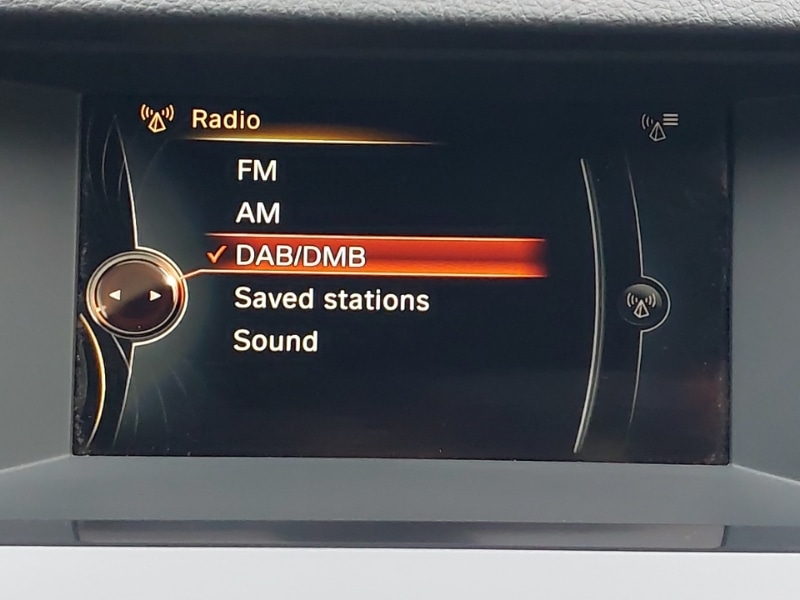 Radio
FM
AM
✓ DAB/DMB
Saved stations
Sound